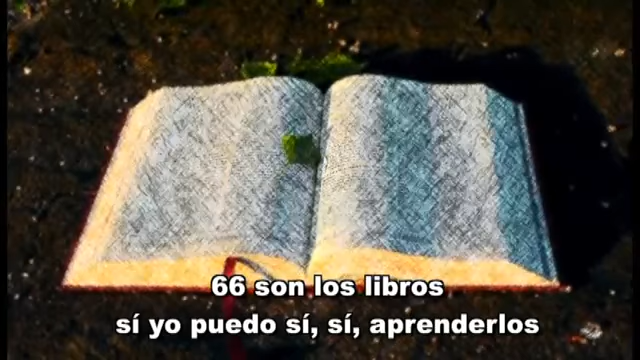 66 son los libros
sí yo puedo sí, sí, aprenderlos